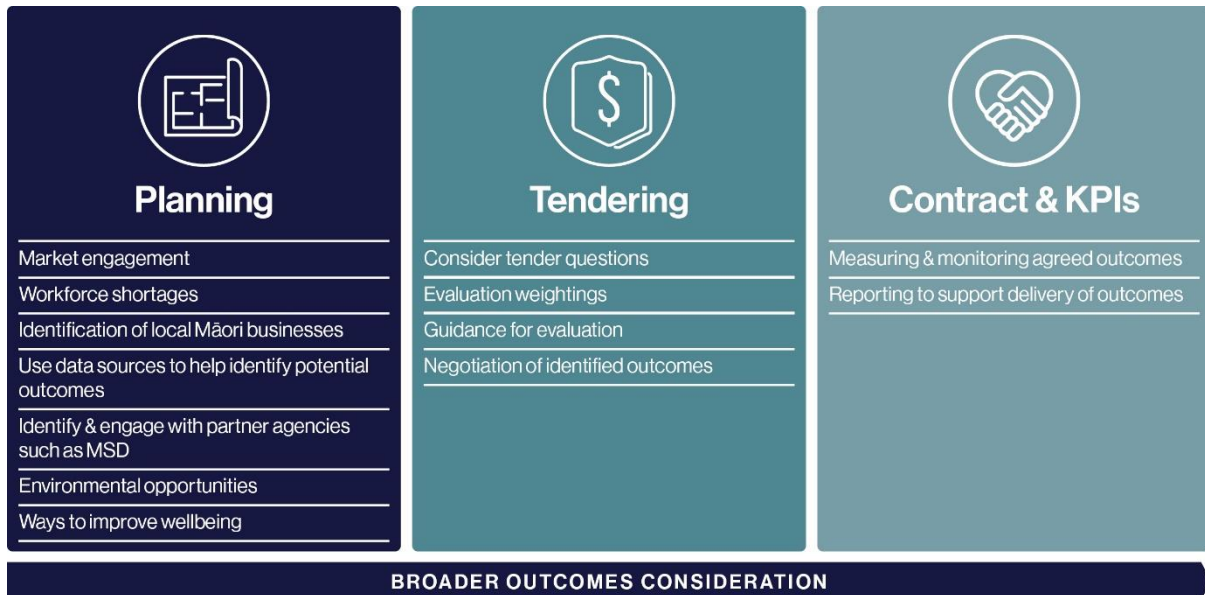 Planning
Market engagement
Workforce shortages
Identification of local Māori businesses
Use data sources to help identify potential
outcomes
Identify & engage with partner agencies
such as MSD
Environmental opportunities
Ways to improve wellbeing
$
Tendering
Consider tender questions
Evaluation weightings
Guidance for evaluation
Negotiation of identified outcomes
Contract & KPIs
Measuring & monitoring agreed outcomes
Reporting to support delivery of outcomes
BROADER OUTCOMES CONSIDERATION